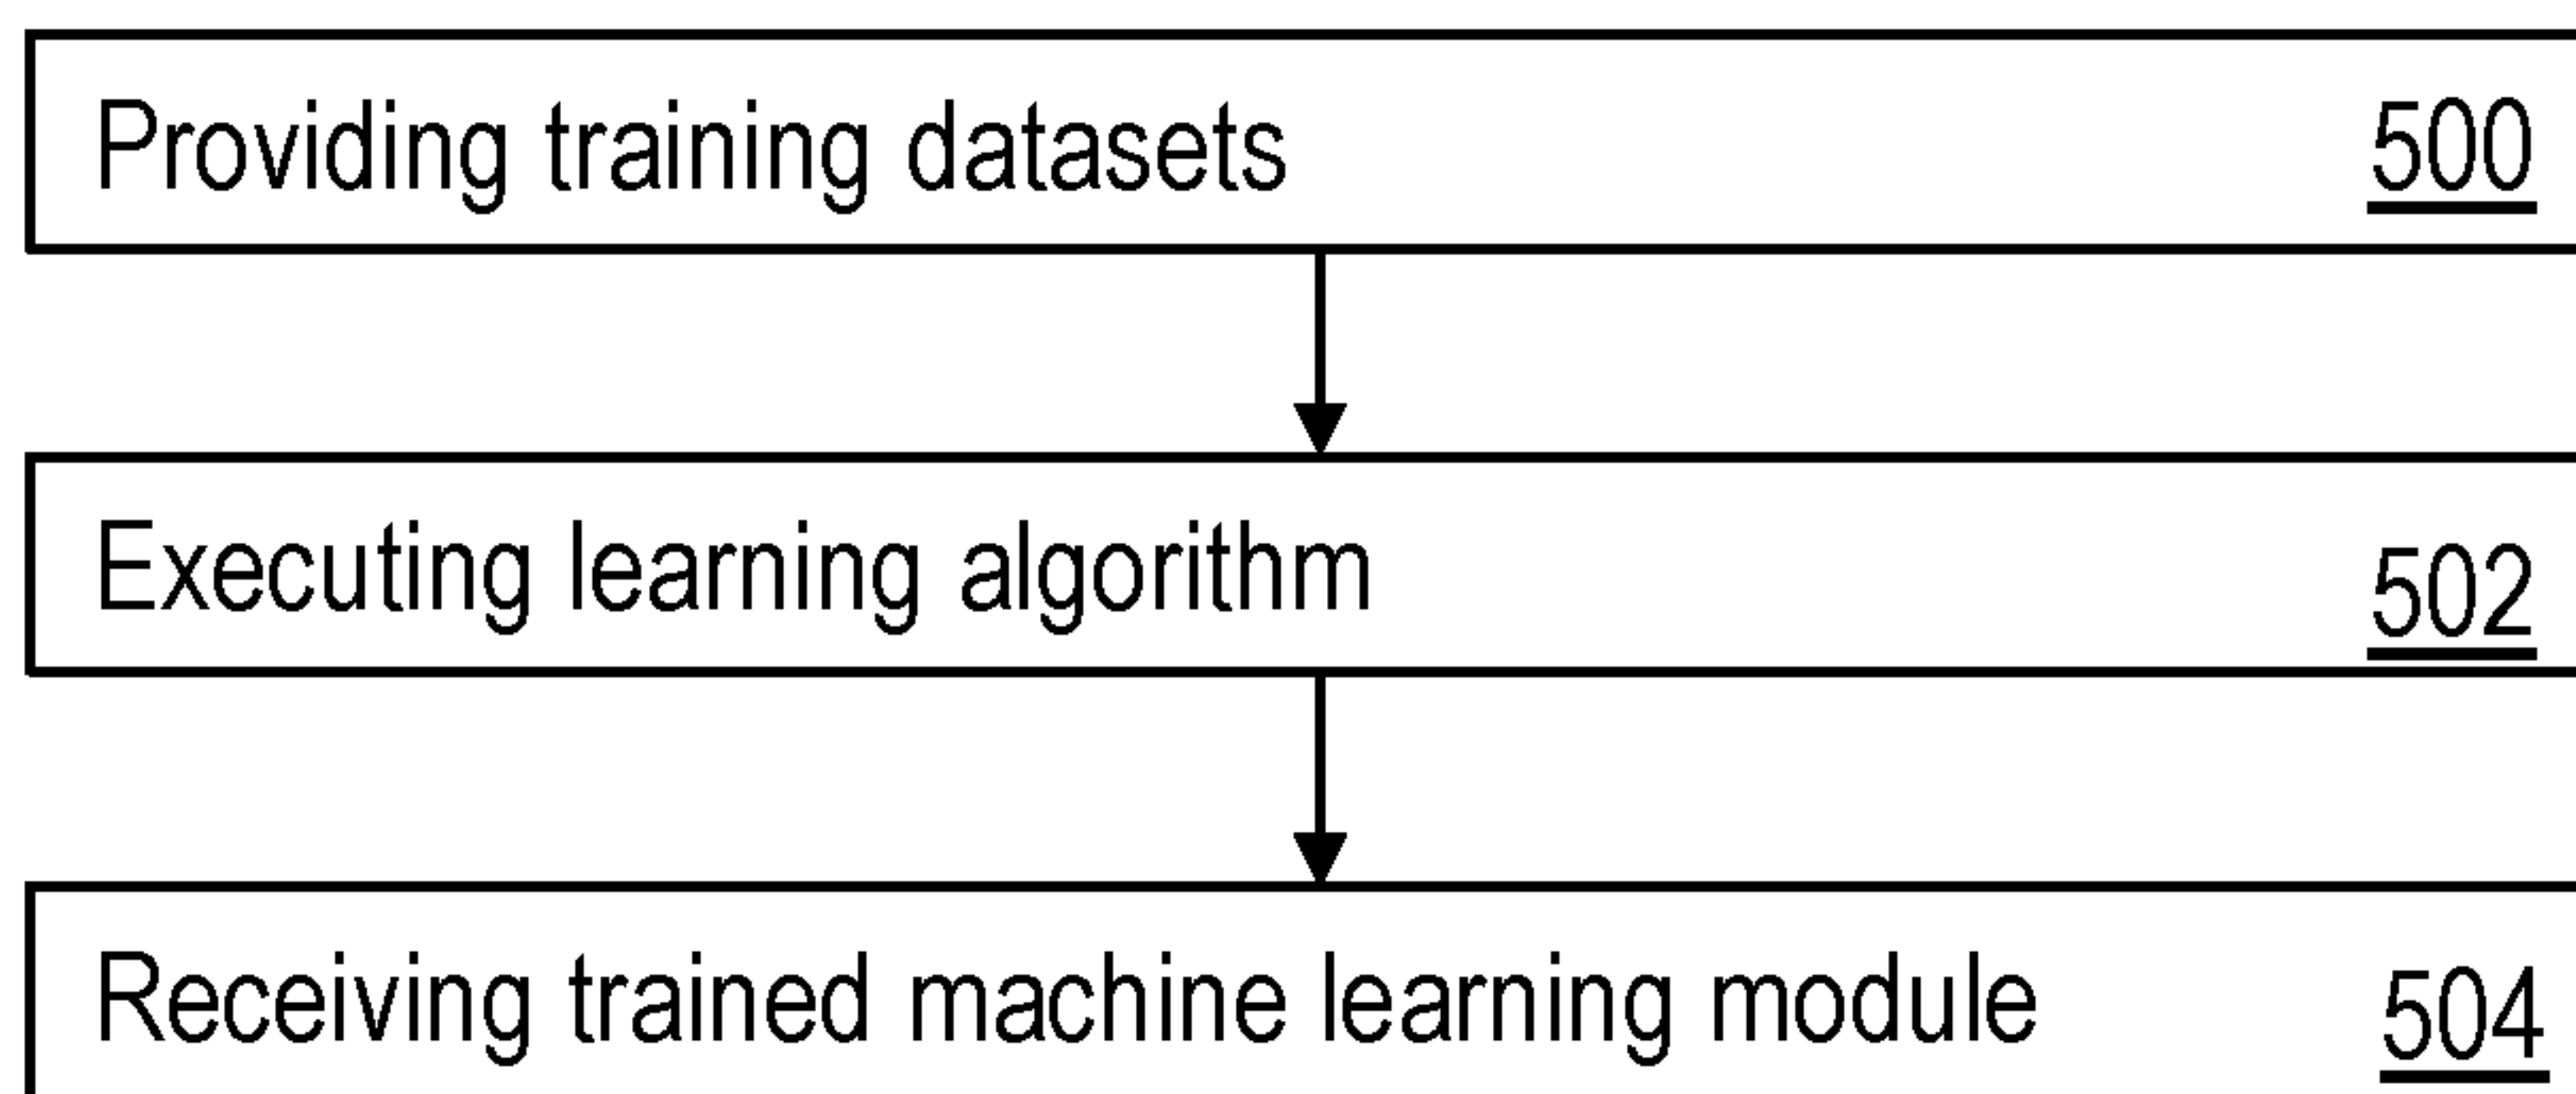 Providing training datasets 500
Executing learning algorithm 502
Receiving trained machine learning module 504